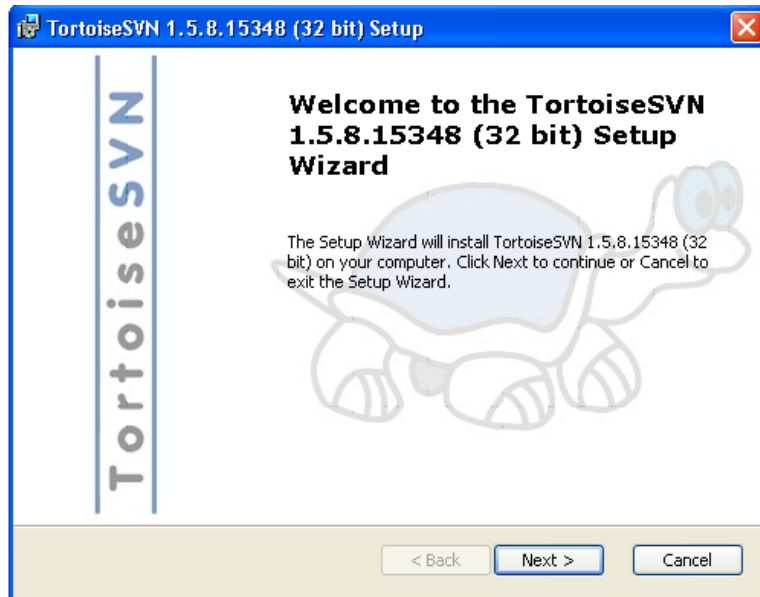 TortoiseSVN 1.5.8.15348 (32 bit) Setup
TortoiseSVN
Welcome to the TortoiseSVN
1.5.8.15348 (32 bit) Setup
Wizard
The Setup Wizard will install TortoiseSVN 1.5.8.15348 (32
bit) on your computer. Click Next to continue or Cancel to
exit the Setup Wizard.
< Back
Next >
Cancel